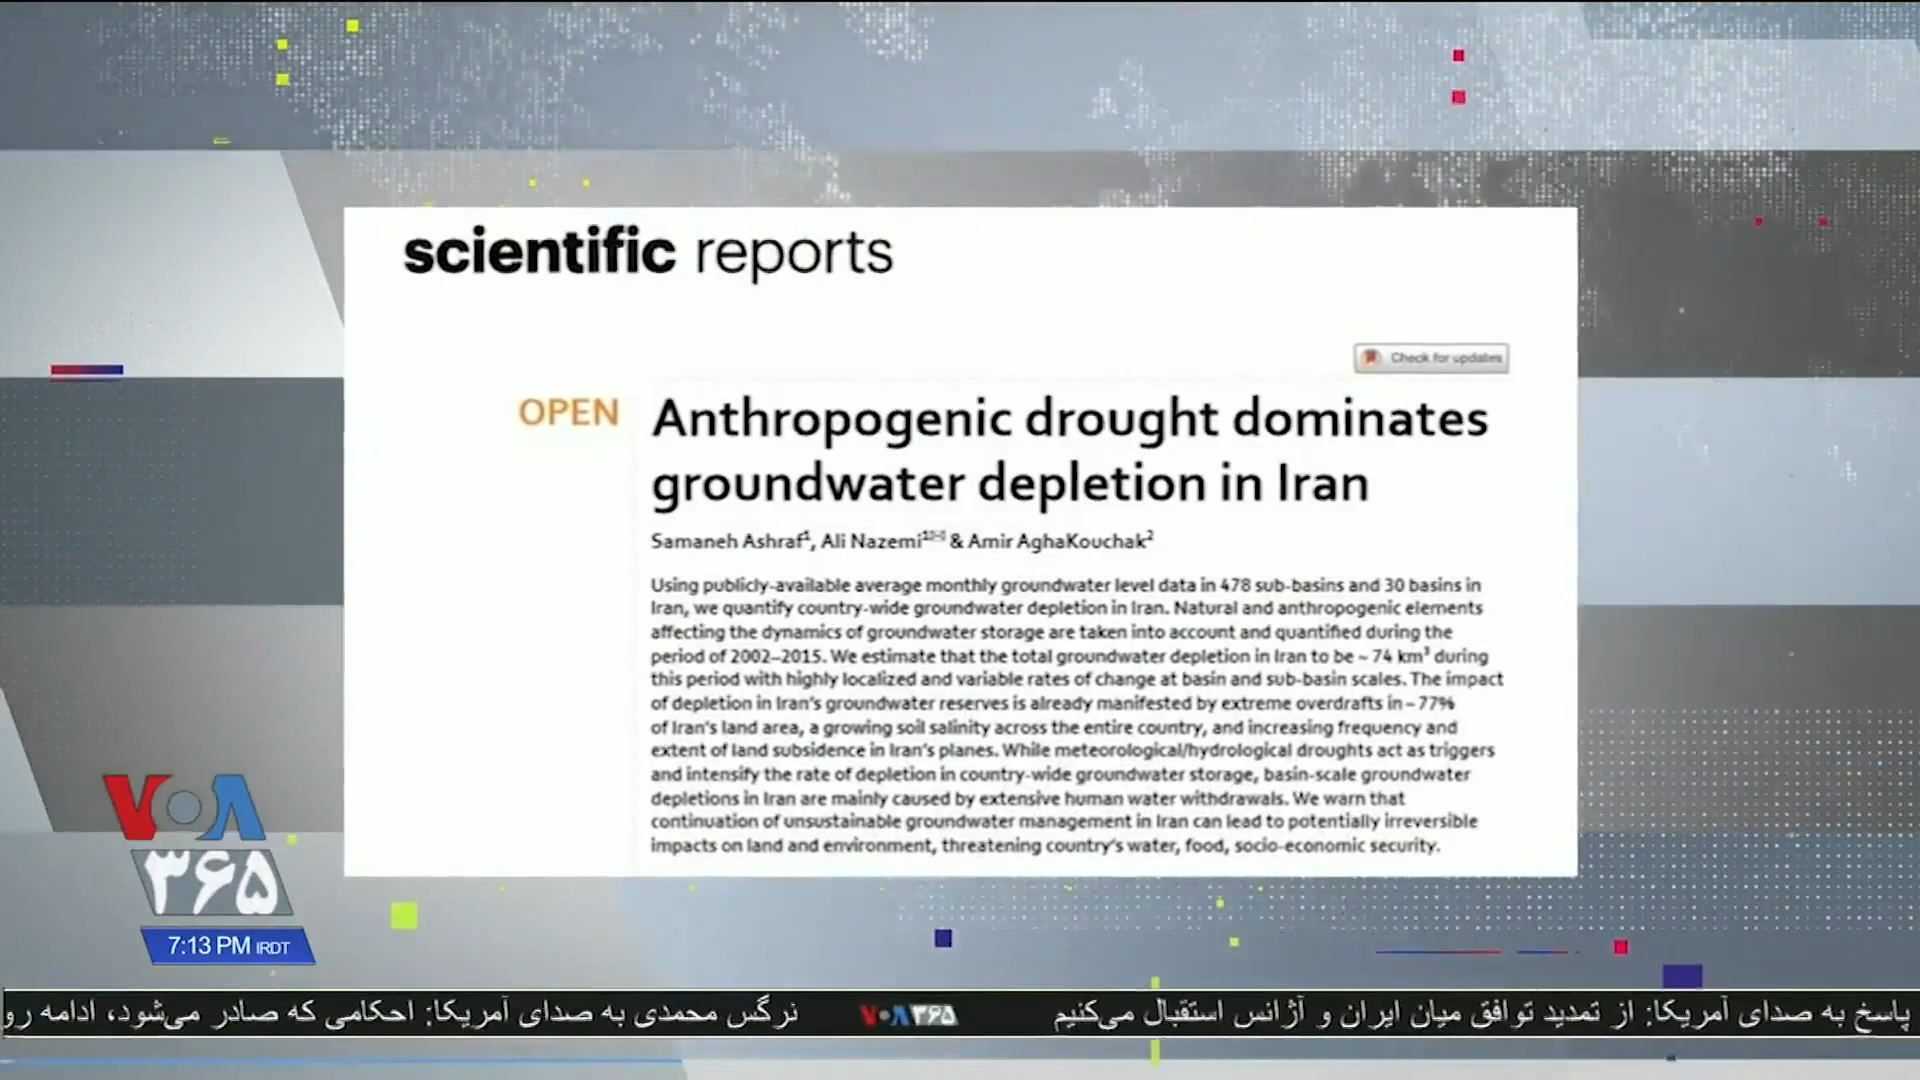 scientific reports
Check for updates
OPEN
Anthropogenic drought dominates
groundwater depletion in Iran
Samaneh Ashraf¹, Ali Nazemi¹✉ & Amir AghaKouchak²
Using publicly-available average monthly groundwater level data in 478 sub-basins and 30 basins in
Iran, we quantify country-wide groundwater depletion in Iran. Natural and anthropogenic elements
affecting the dynamics of groundwater storage are taken into account and quantified during the
period of 2002–2015. We estimate that the total groundwater depletion in Iran to be ~ 74 km³ during
this period with highly localized and variable rates of change at basin and sub-basin scales. The impact
of depletion in Iran's groundwater reserves is already manifested by extreme overdrafts in ~ 77%
of Iran's land area, a growing soil salinity across the entire country, and increasing frequency and
extent of land subsidence in Iran's planes. While meteorological/hydrological droughts act as triggers
and intensify the rate of depletion in country-wide groundwater storage, basin-scale groundwater
depletions in Iran are mainly caused by extensive human water withdrawals. We warn that
continuation of unsustainable groundwater management in Iran can lead to potentially irreversible
impacts on land and environment, threatening country's water, food, socio-economic security.
VOA
۳۶۵
7:13 PM IRDT
پاسخ به صدای آمریکا: از تمدید توافق میان ایران و آژانس استقبال می‌کنیم VOA۳۶۵ نرگس محمدی به صدای آمریکا: احکامی که صادر می‌شود، ادامه رو